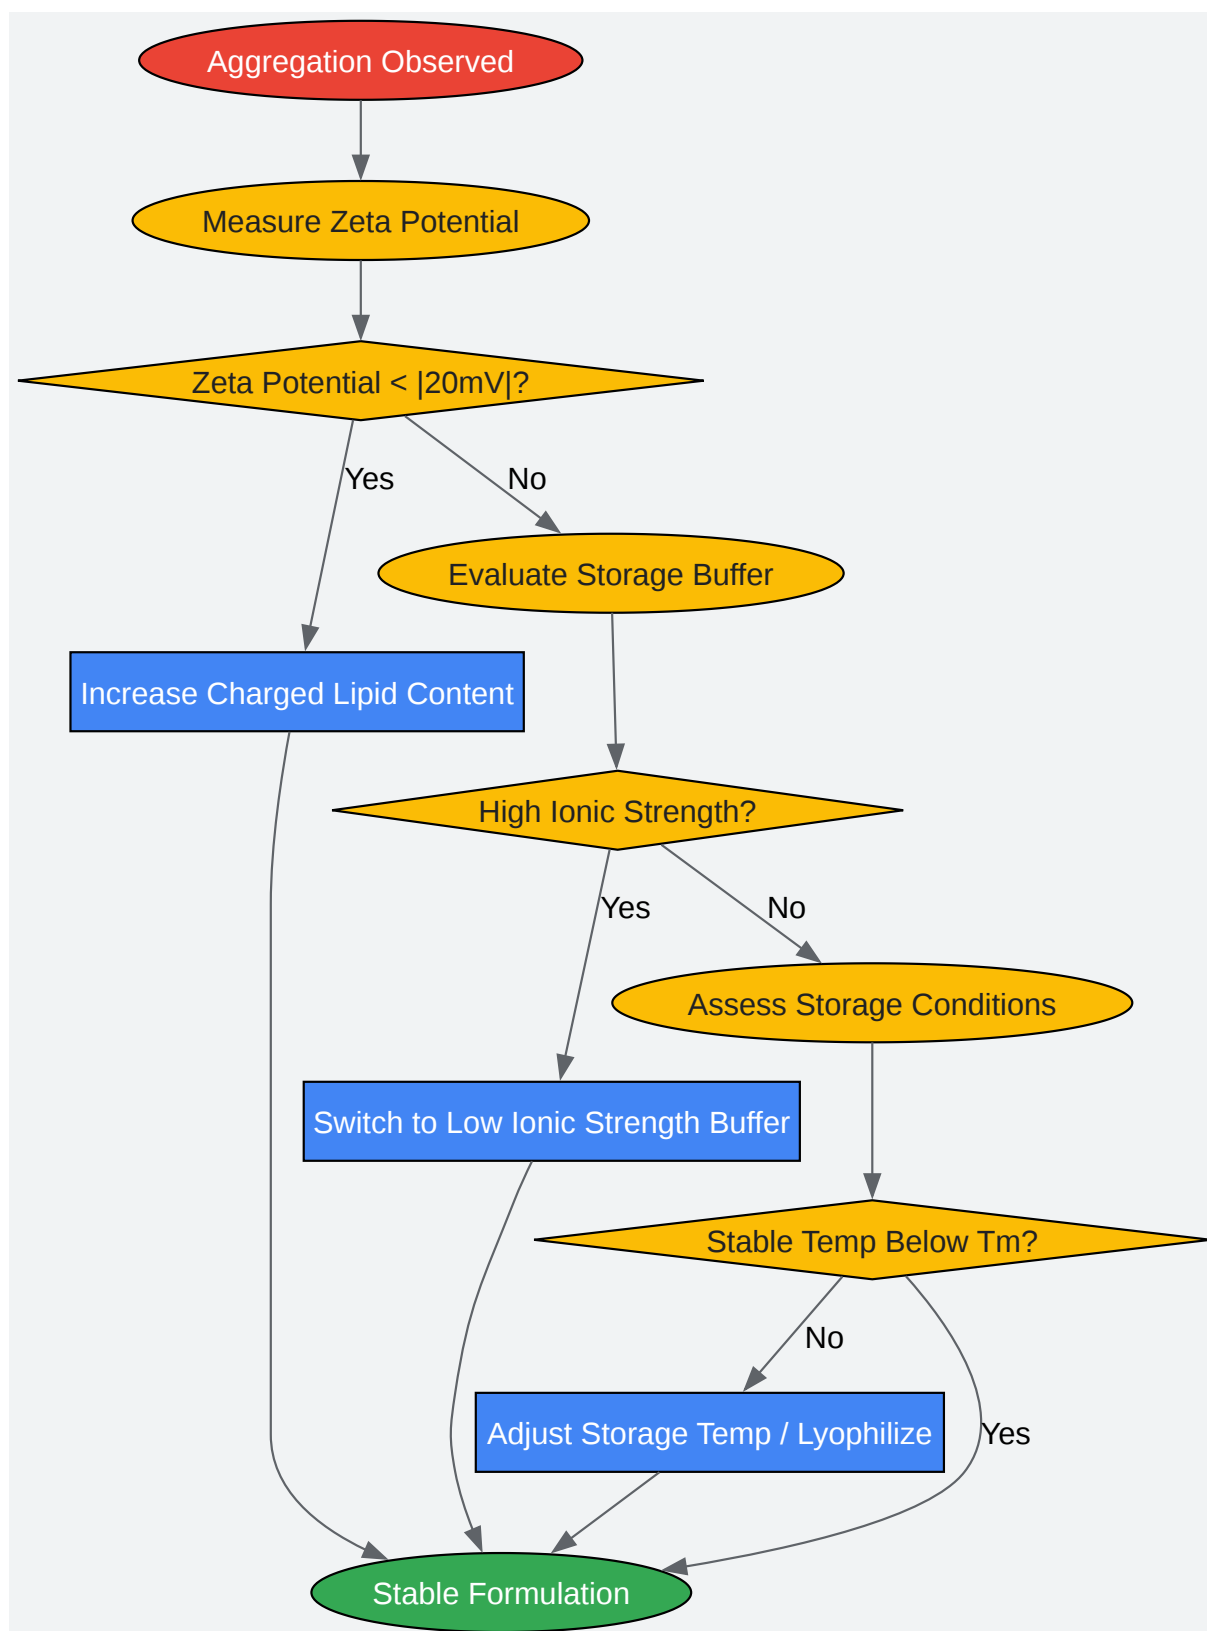 Aggregation Observed
Measure Zeta Potential
Zeta Potential < |20mV|?
Yes
No
Evaluate Storage Buffer
Increase Charged Lipid Content
High Ionic Strength?
Yes
No
Assess Storage Conditions
Switch to Low Ionic Strength Buffer
Stable Temp Below Tm?
No
Adjust Storage Temp / Lyophilize
Yes
Stable Formulation